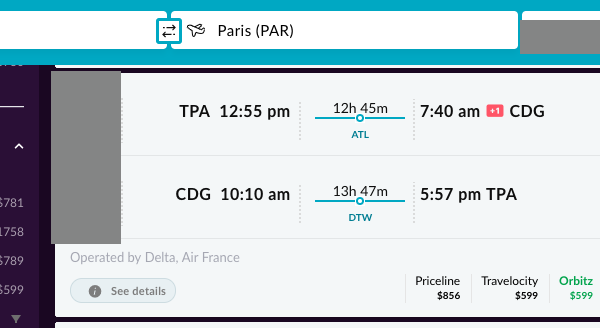 Paris (PAR)
TPA 12:55 pm 12h 45m 7:40 am +1 CDG
ATL
CDG 10:10 am 13h 47m 5:57 pm TPA
DTW
$781
1758
$789
$599
Operated by Delta, Air France
See details
Priceline Travelocity Orbitz
$856 $599 $599